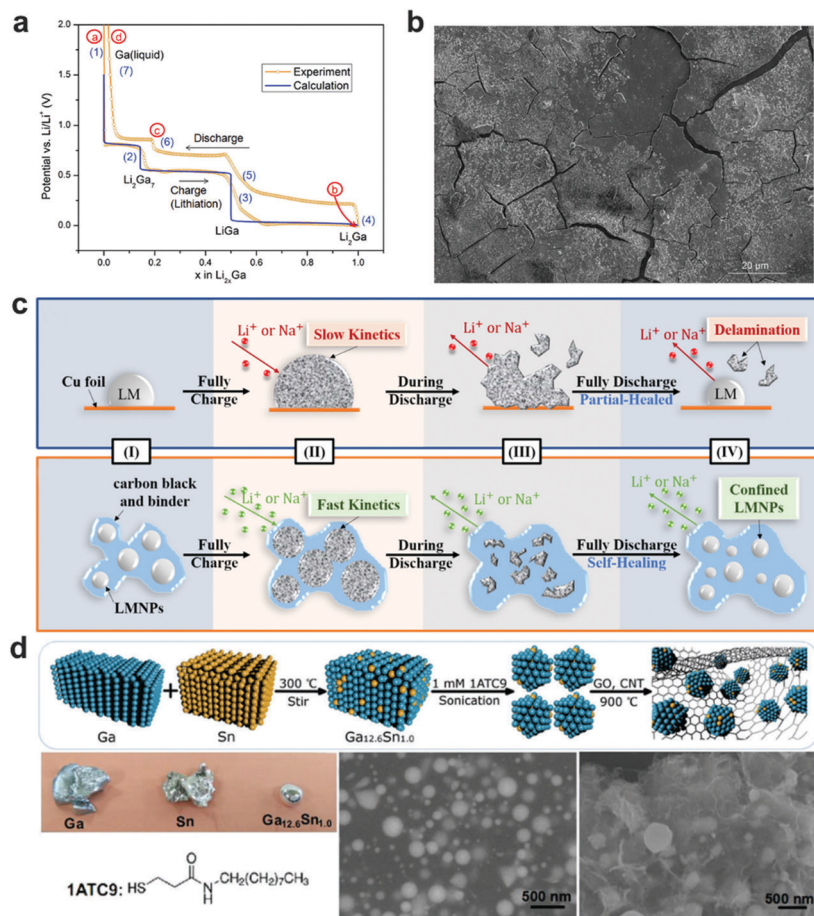 a
a
d
(1)
Ga(liquid)
(7)
Experiment
Calculation
c
(6)
Discharge
(2)
Li2Ga7
Charge
(Lithiation)
(5)
(3)
b
LiGa
Li2Ga
(4)
2.0
1.5
1.0
0.5
0.0
Potential vs. Li/Li+ (V)
0.0 0.2 0.4 0.6 0.8 1.0
x in Li2xGa
b
20 µm
c
LM
Cu foil
Fully
Charge
Li+ or Na+
Slow Kinetics
During
Discharge
Li+ or Na+
Fully Discharge
Partial-Healed
Li+ or Na+
Delamination
LM
(I) (II) (III) (IV)
carbon black
and binder
LMNPs
Fully
Charge
Li+ or Na+
Fast Kinetics
During
Discharge
Li+ or Na+
Fully Discharge
Self-Healing
Li+ or Na+
Confined
LMNPs
d
Ga
+
Sn
300 ℃
Stir
Ga12.6Sn1.0
1 mM 1ATC9
Sonication
GO, CNT
900 ℃
Ga Sn Ga12.6Sn1.0
1ATC9: HS O N H CH2(CH2)7CH3
500 nm
500 nm